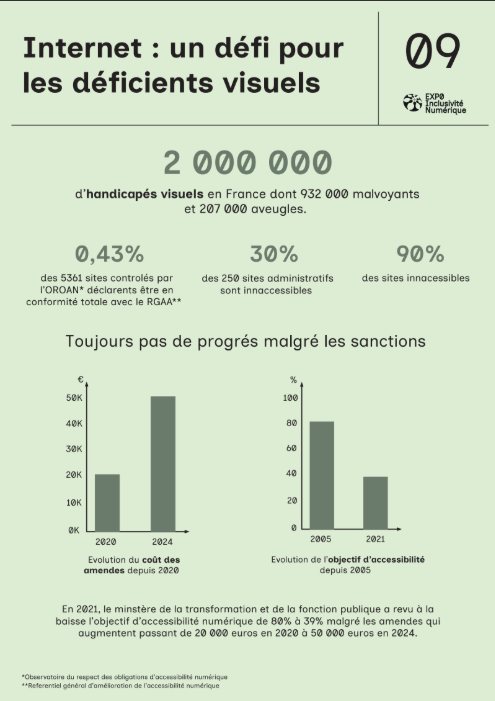 Internet : un défi pour
les déficients visuels
09
EXPO
Inclusivité
Numérique
2 000 000
d'handicapés visuels en France dont 932 000 malvoyants
et 207 000 aveugles.
0,43%
des 5361 sites controlés par
l'OROAN* déclarents être en
conformité totale avec le RGAA**
30%
des 250 sites administratifs
sont innaccessibles
90%
des sites innacessibles
Toujours pas de progrés malgré les sanctions
€
50K
40K
30K
20K
10K
0K
2020
2024
Evolution du coût des
amendes depuis 2020
%
100
80
60
40
20
0
2005
2021
Evolution de l'objectif d'accessibilité
depuis 2005
En 2021, le minstère de la transformation et de la fonction publique a revu à la
baisse l'objectif d'accessibilité numérique de 80% à 39% malgré les amendes qui
augmentent passant de 20 000 euros en 2020 à 50 000 euros en 2024.
*Observatoire du respect des obligations d'accessibilité numérique
**Referentiel général d'amélioration de l'accessibilité numérique